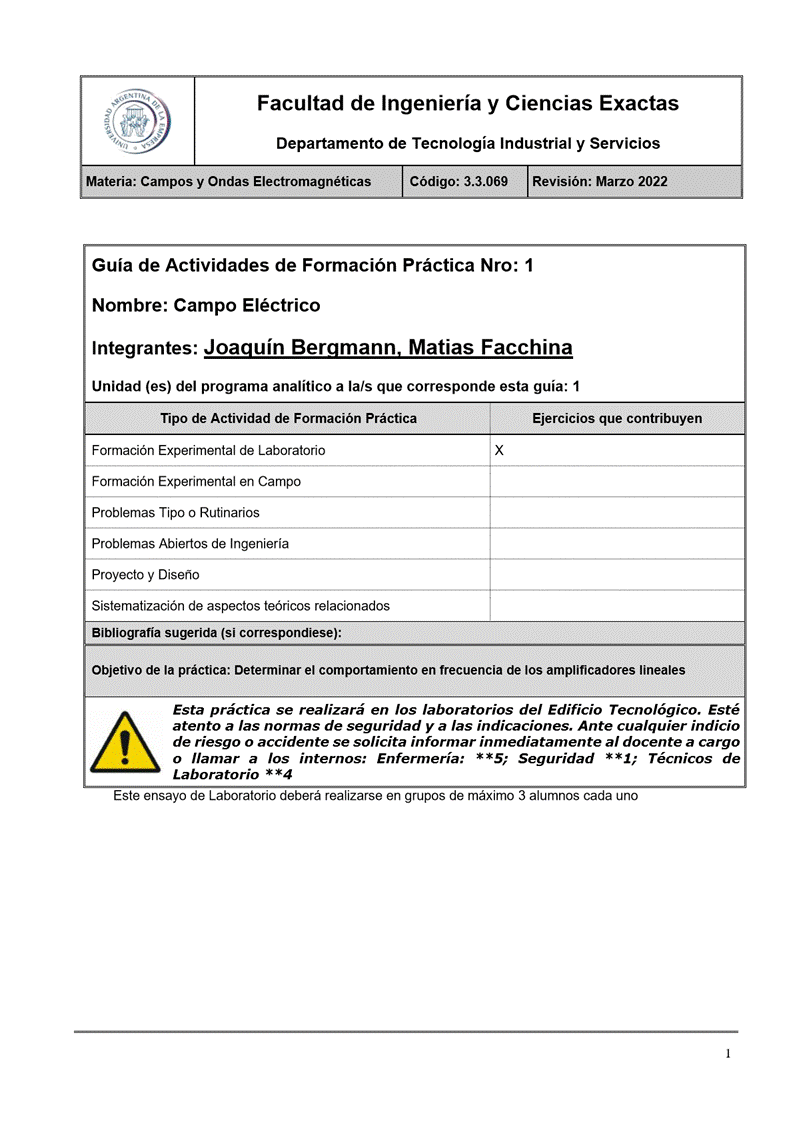 UNIVERSIDAD ARGENTINA DE LA EMPRESA
Facultad de Ingeniería y Ciencias Exactas
Departamento de Tecnología Industrial y Servicios
Materia: Campos y Ondas Electromagnéticas Código: 3.3.069 Revisión: Marzo 2022
Guía de Actividades de Formación Práctica Nro: 1
Nombre: Campo Eléctrico
Integrantes: Joaquín Bergmann, Matias Facchina
Unidad (es) del programa analítico a la/s que corresponde esta guía: 1
Tipo de Actividad de Formación Práctica Ejercicios que contribuyen
Formación Experimental de Laboratorio X
Formación Experimental en Campo
Problemas Tipo o Rutinarios
Problemas Abiertos de Ingeniería
Proyecto y Diseño
Sistematización de aspectos teóricos relacionados
Bibliografía sugerida (si correspondiese):
Objetivo de la práctica: Determinar el comportamiento en frecuencia de los amplificadores lineales
Esta práctica se realizará en los laboratorios del Edificio Tecnológico. Esté
atento a las normas de seguridad y a las indicaciones. Ante cualquier indicio
de riesgo o accidente se solicita informar inmediatamente al docente a cargo
o llamar a los internos: Enfermería: **5; Seguridad **1; Técnicos de
Laboratorio **4
Este ensayo de Laboratorio deberá realizarse en grupos de máximo 3 alumnos cada uno
1